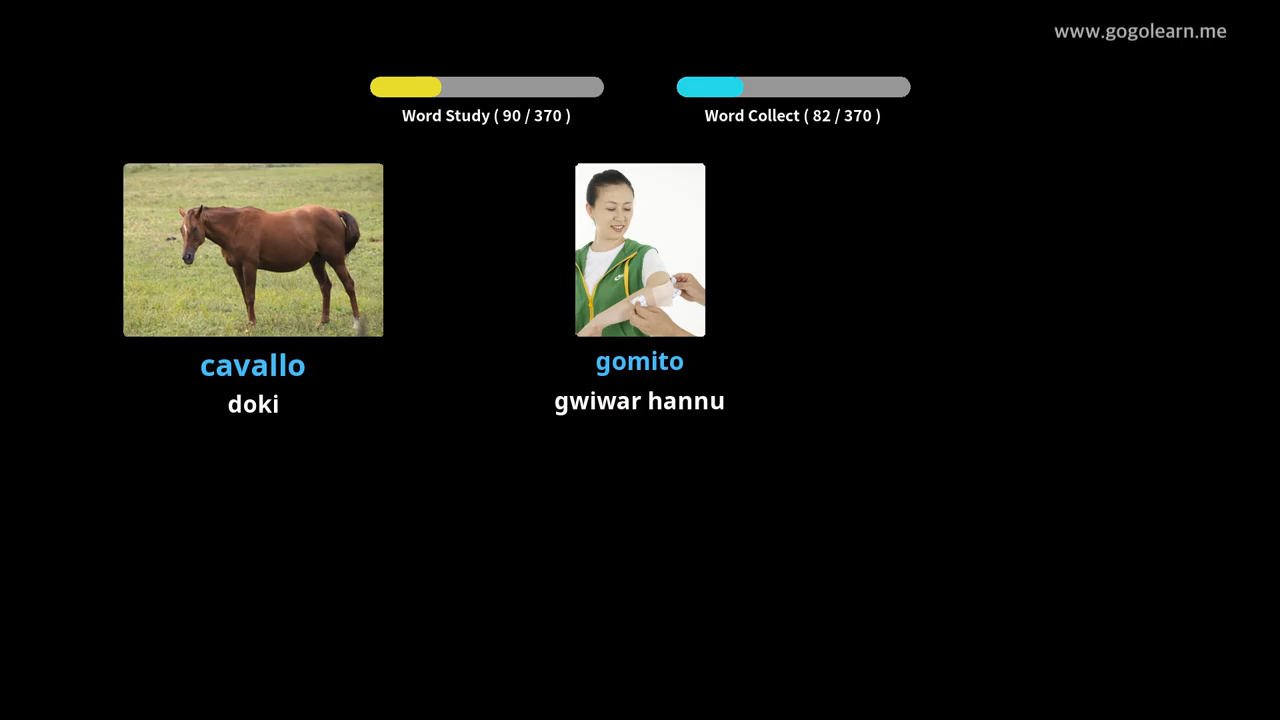 www.gogolearn.me
Word Study ( 90 / 370 )
Word Collect ( 82 / 370 )
cavallo
doki
gomito
gwiwar hannu